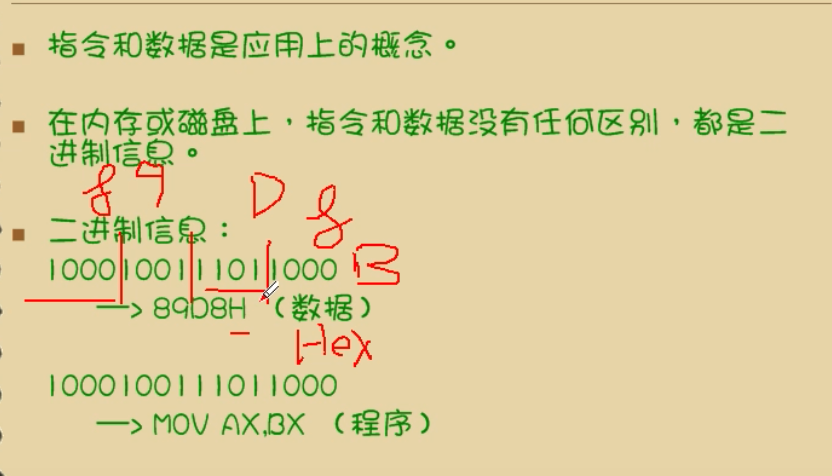 指令和数据是应用上的概念。
在内存或磁盘上，指令和数据没有任何区别，都是二
进制信息。
8 9 D 8
二进制信息：
1000100111011000 B
—> 89D8H （数据）
Hex
1000100111011000
—> MOV AX,BX （程序）